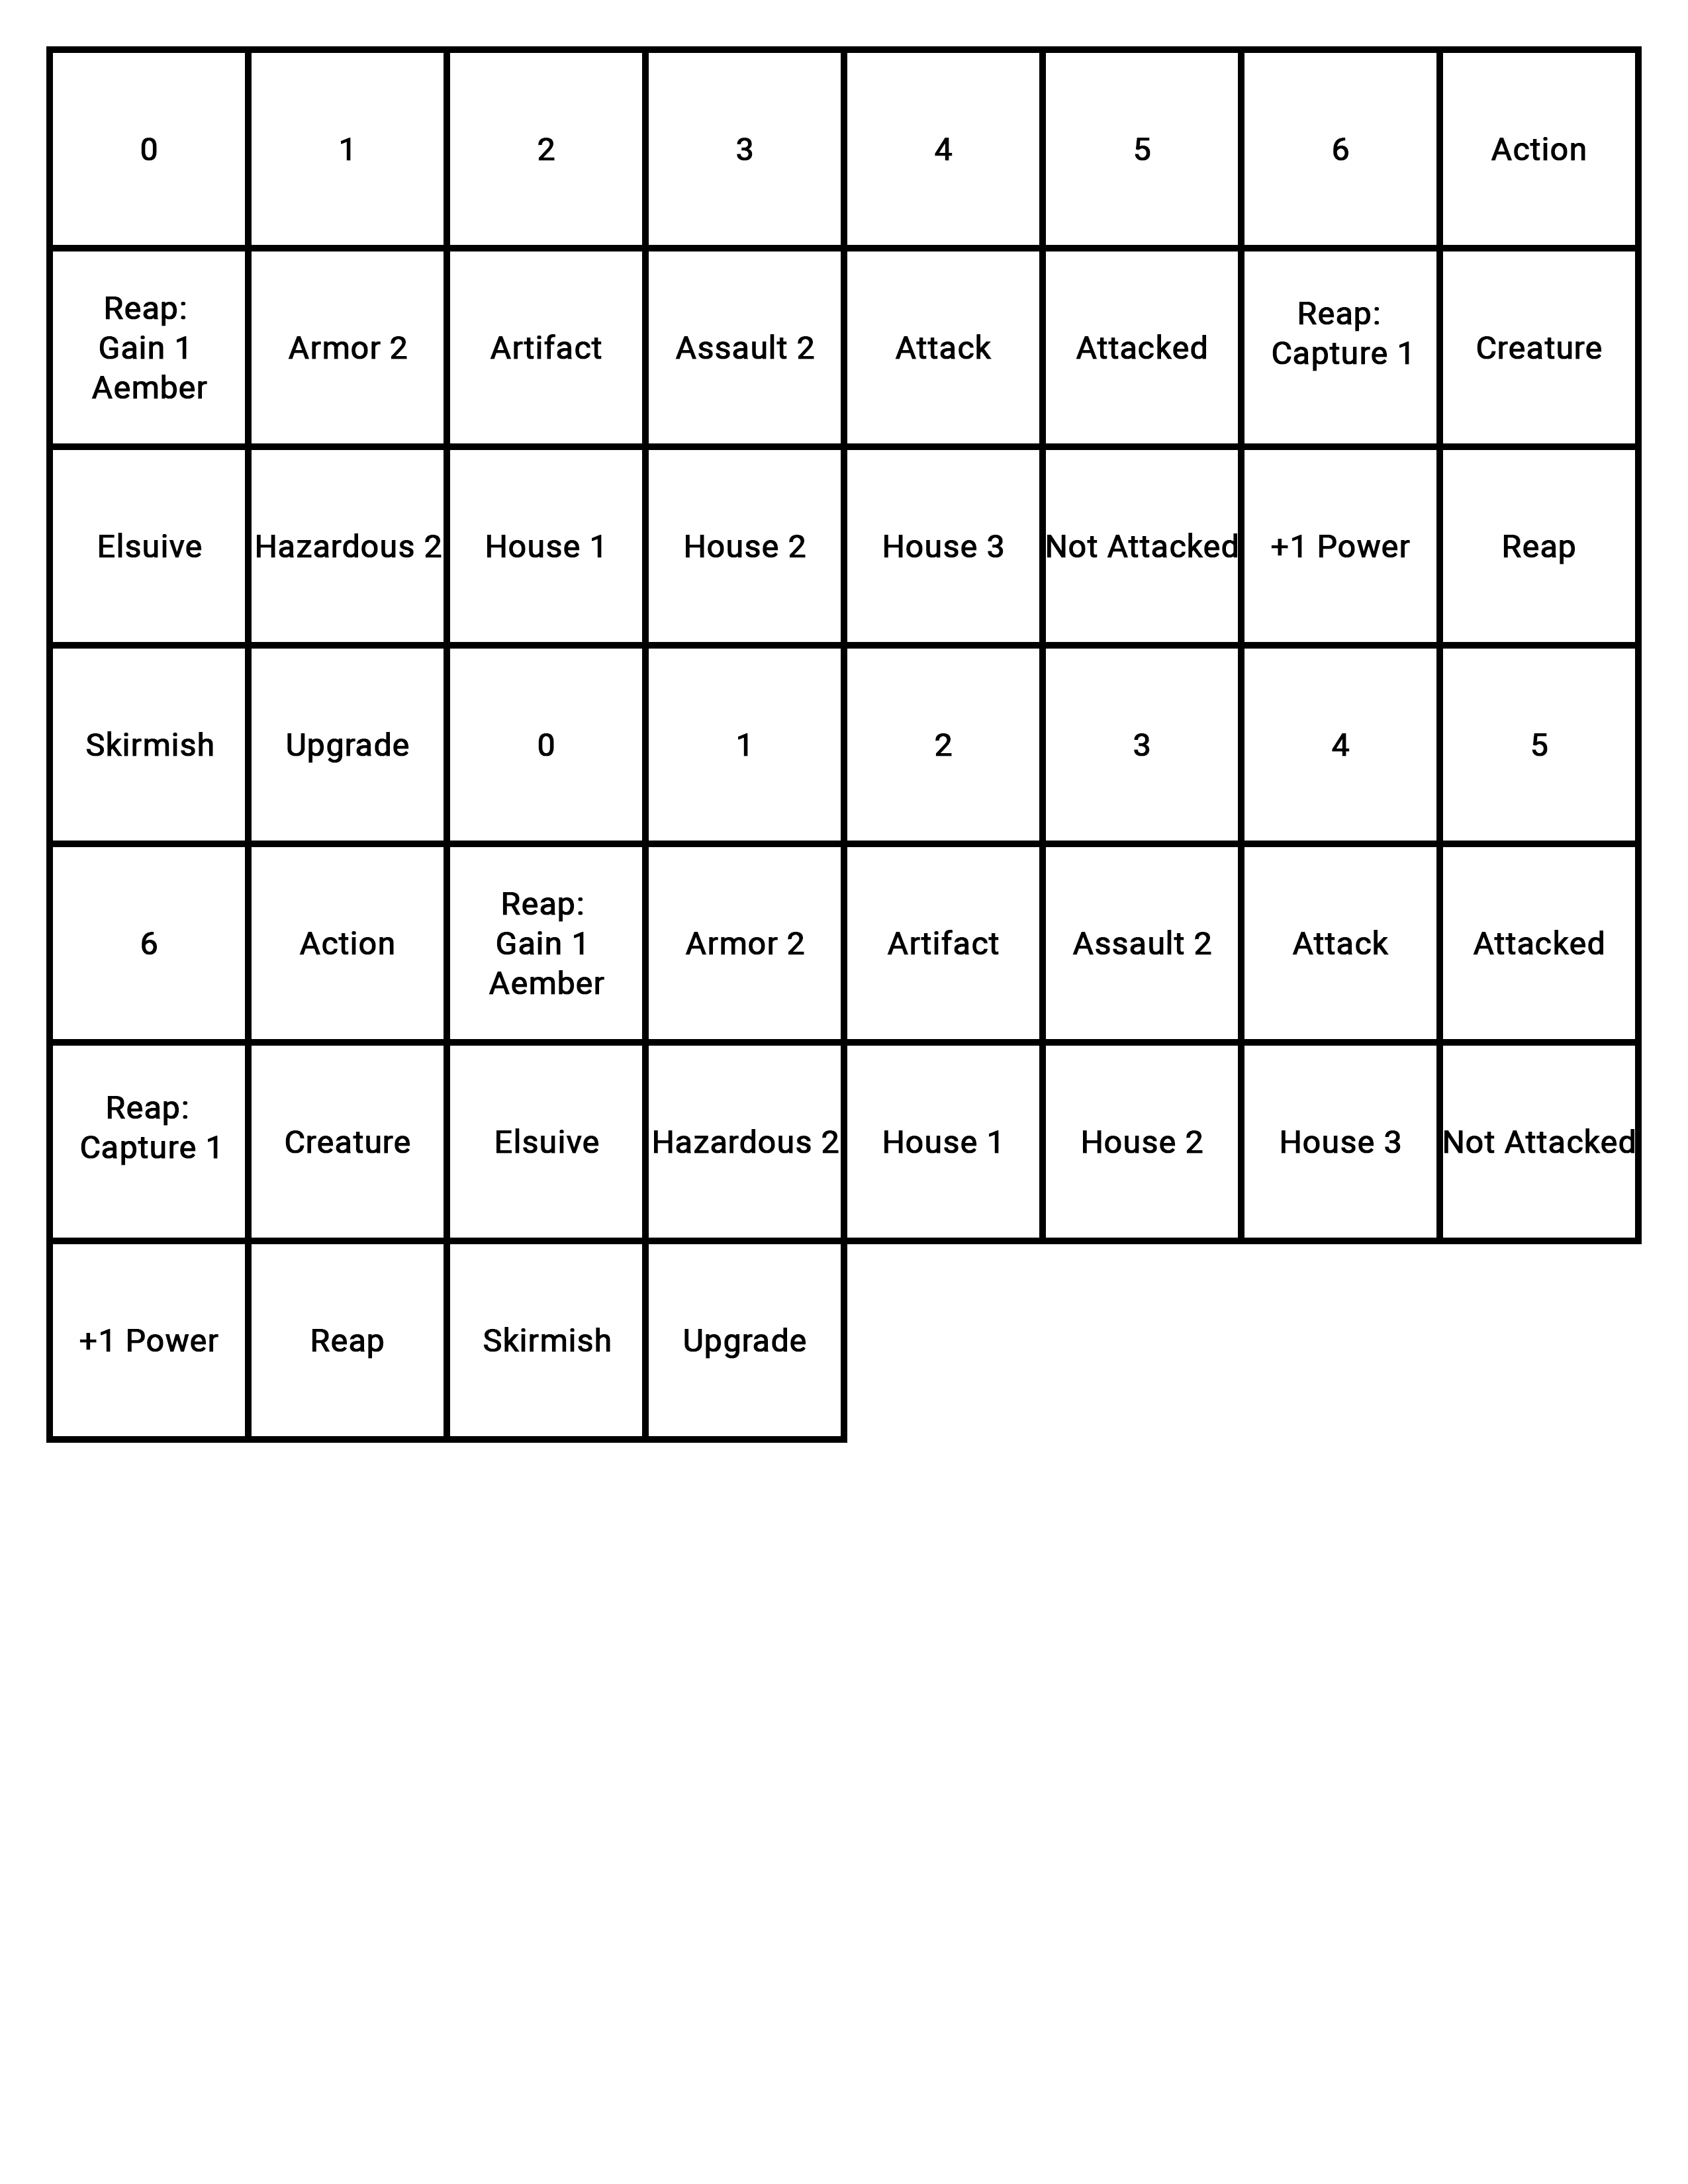 0 1 2 3 4 5 6 Action
Reap:
Gain 1
Aember
Armor 2
Artifact
Assault 2
Attack
Attacked
Reap:
Capture 1
Creature
Elsuive Hazardous 2 House 1 House 2 House 3 Not Attacked +1 Power Reap
Skirmish Upgrade 0 1 2 3 4 5
6
Action
Reap:
Gain 1
Aember
Armor 2
Artifact
Assault 2
Attack
Attacked
Reap:
Capture 1
Creature
Elsuive
Hazardous 2
House 1
House 2
House 3
Not Attacked
+1 Power Reap Skirmish Upgrade